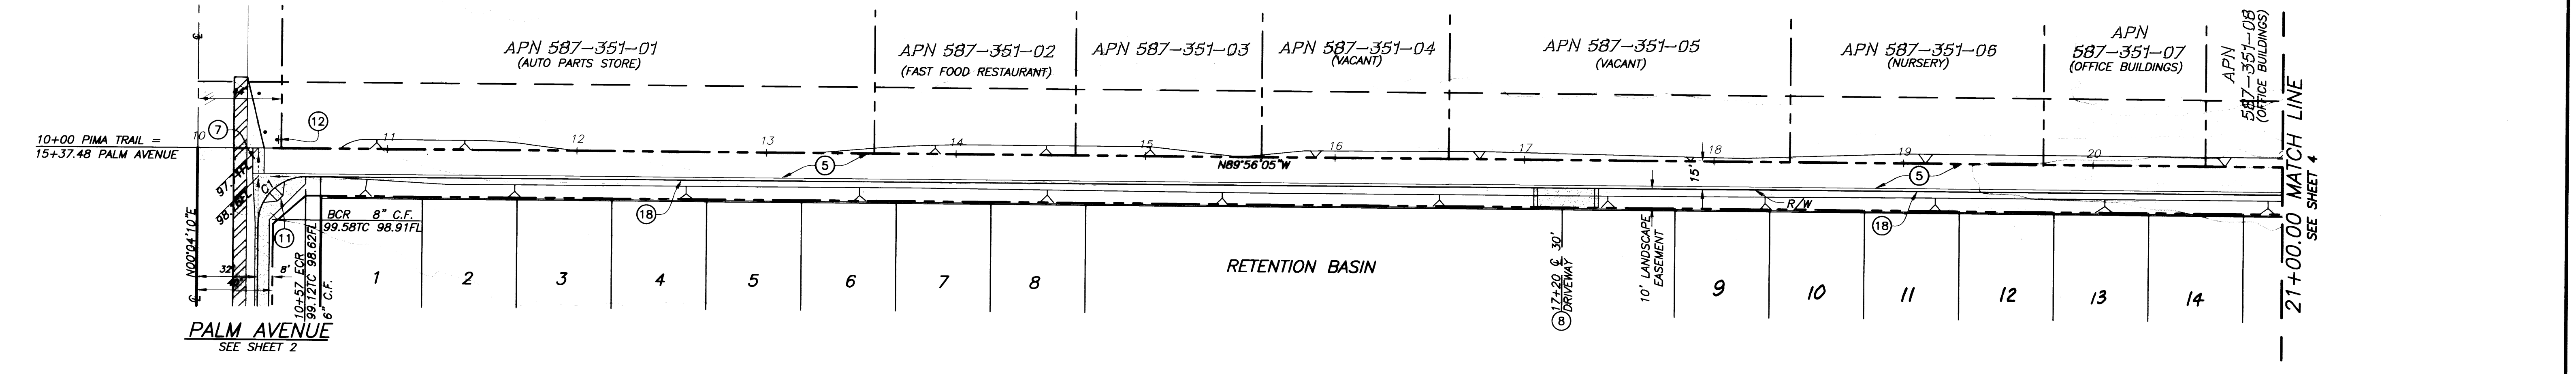 APN 587-351-01
(AUTO PARTS STORE)
APN 587-351-02
(FAST FOOD RESTAURANT)
APN 587-351-03
APN 587-351-04
(VACANT)
APN 587-351-05
(VACANT)
APN 587-351-06
(NURSERY)
APN
587-351-07
(OFFICE BUILDINGS)
APN
587-351-08
(OFFICE BUILDINGS)
℄
7
12
10+00 PIMA TRAIL =
15+37.48 PALM AVENUE
10
11
12
13
14
15
16
17
18
19
20
5
N89°56'05"W
15'
5
C1
18
R/W
18
11
BCR 8" C.F.
99.58TC 98.91FL
N00°04'10"E
32'
8'
℄
10+57 ECR
99.12TC 98.62FL
6" C.F.
1
2
3
4
5
6
7
8
RETENTION BASIN
17+20 ℄ 30'
DRIVEWAY
8
10' LANDSCAPE
EASEMENT
9
10
11
12
13
14
21+00.00 MATCH LINE
SEE SHEET 4
PALM AVENUE
SEE SHEET 2